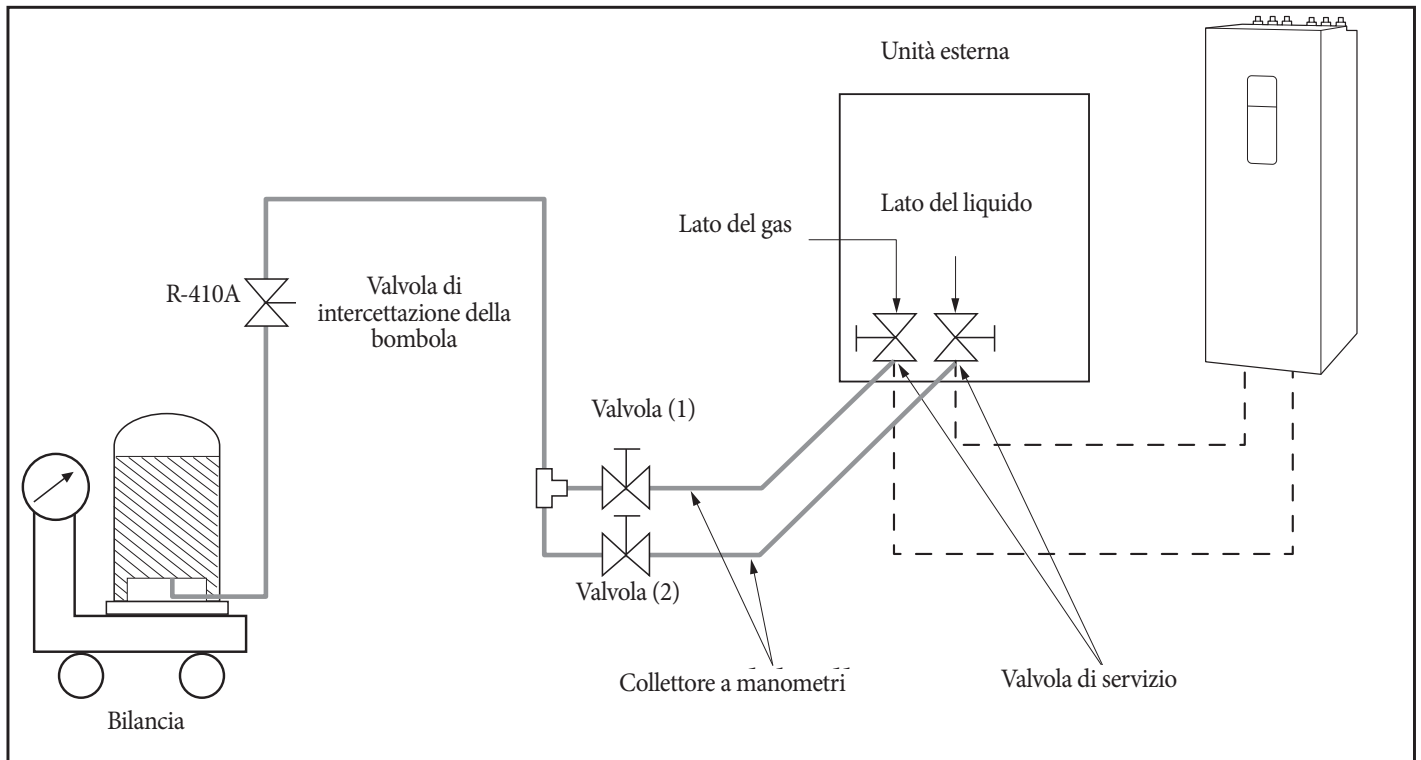 Unità esterna
Lato del liquido
Lato del gas
R-410A
Valvola di
intercettazione della
bombola
Valvola (1)
Valvola (2)
Collettore a manometri
Valvola di servizio
Bilancia